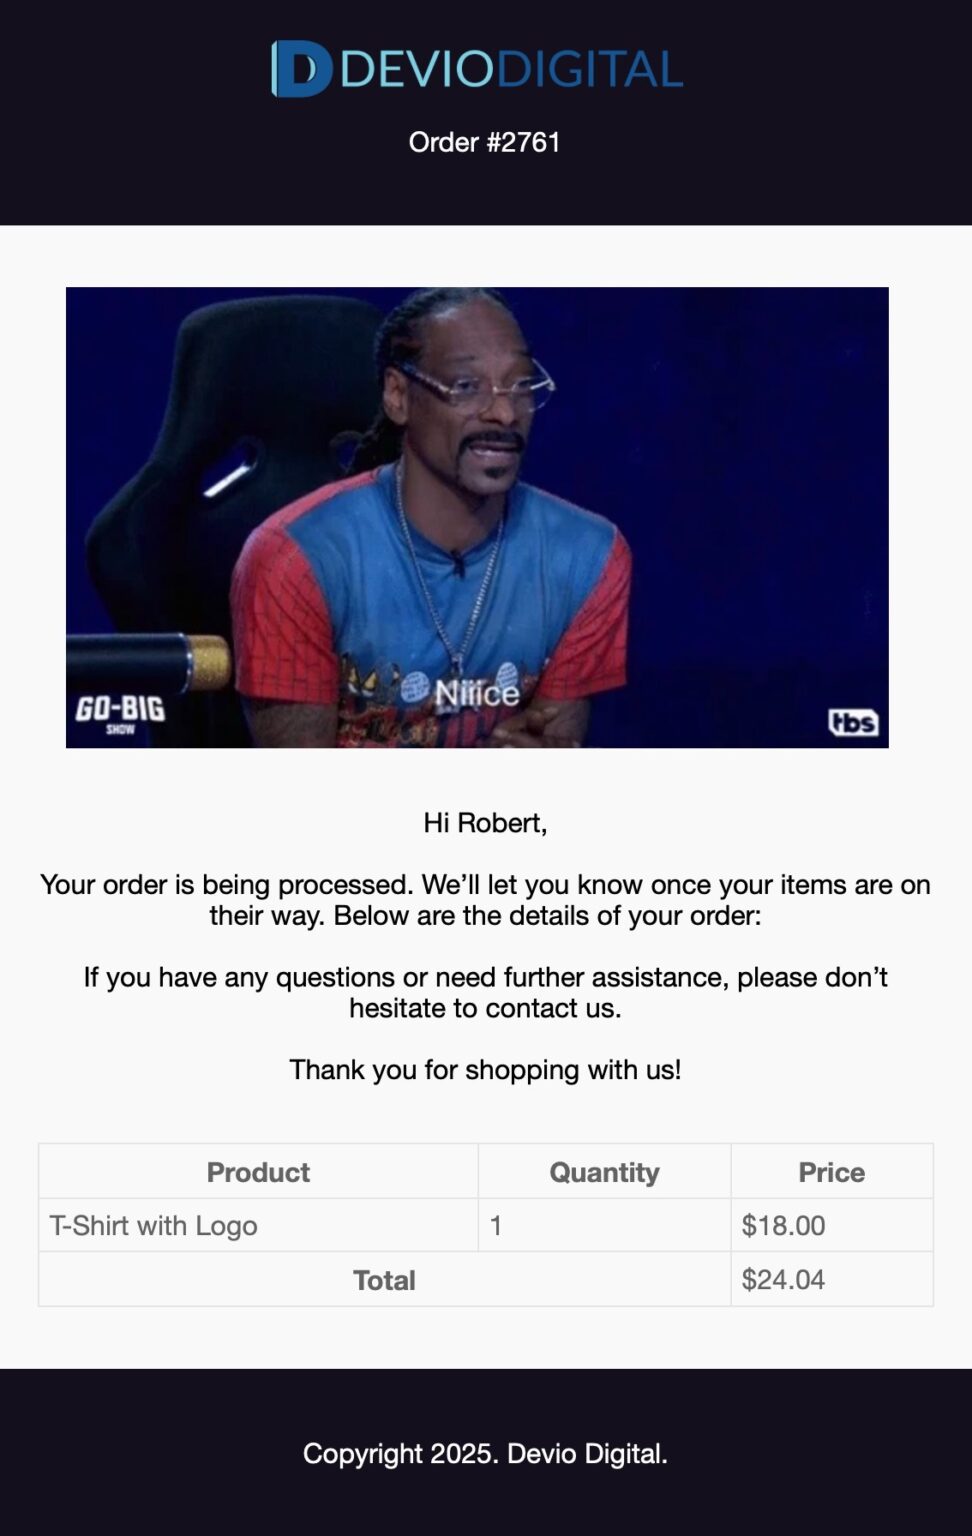 DEVIODIGITAL
Order #2761
Niiice
GO-BIG
SHOW
tbs
Hi Robert,
Your order is being processed. We’ll let you know once your items are on
their way. Below are the details of your order:
If you have any questions or need further assistance, please don’t
hesitate to contact us.
Thank you for shopping with us!
Product Quantity Price
T-Shirt with Logo 1 $18.00
Total $24.04
Copyright 2025. Devio Digital.